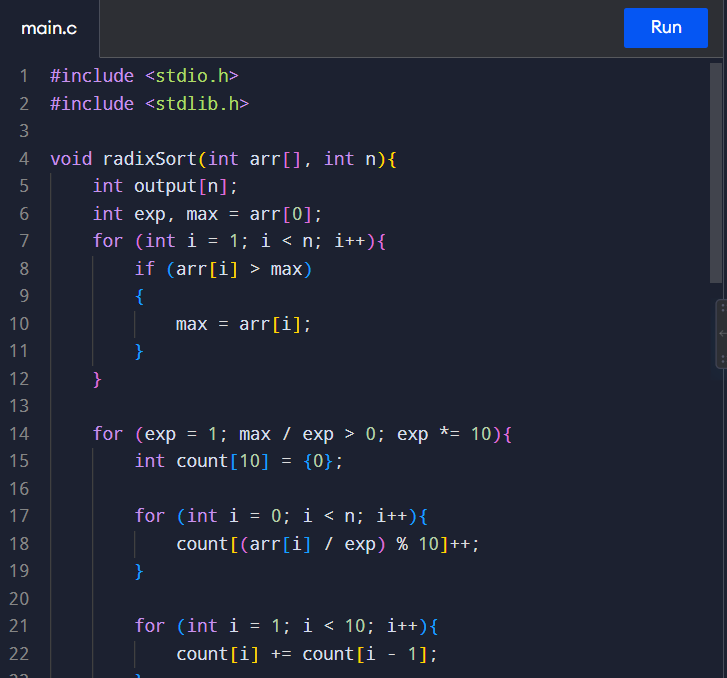 main.c
Run
1 #include <stdio.h>
2 #include <stdlib.h>
3
4 void radixSort(int arr[], int n){
5     int output[n];
6     int exp, max = arr[0];
7     for (int i = 1; i < n; i++){
8         if (arr[i] > max)
9         {
10             max = arr[i];
11         }
12     }
13
14     for (exp = 1; max / exp > 0; exp *= 10){
15         int count[10] = {0};
16
17         for (int i = 0; i < n; i++){
18             count[(arr[i] / exp) % 10]++;
19         }
20
21         for (int i = 1; i < 10; i++){
22             count[i] += count[i - 1];